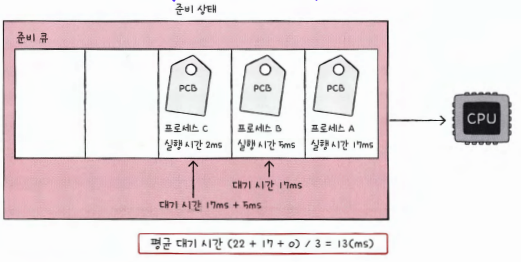 준비 상태
준비 큐
PCB
PCB
PCB
CPU
프로세스 C
실행 시간 2ms
프로세스 B
실행 시간 5ms
프로세스 A
실행 시간 17ms
대기 시간 17ms
대기 시간 17ms + 5ms
평균 대기 시간 (22 + 17 + 0) / 3 = 13(ms)